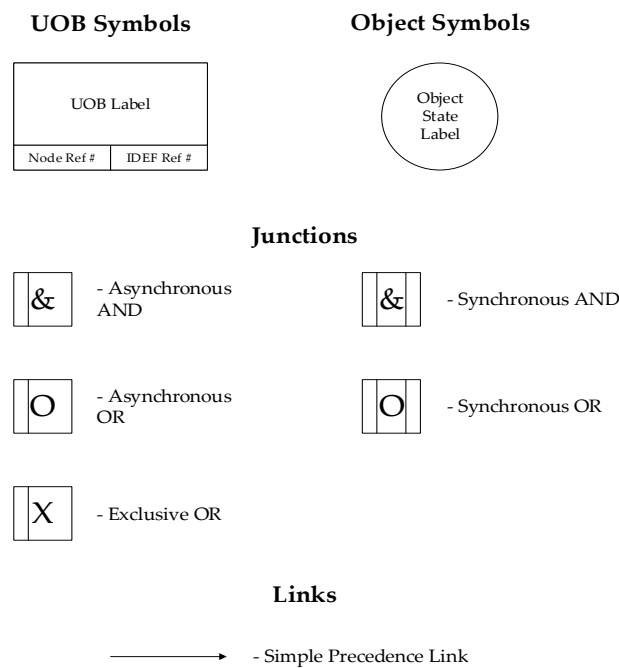 UOB Symbols
Object Symbols
UOB Label
Node Ref #
IDEF Ref #
Object
State
Label
Junctions
&
- Asynchronous
AND
&
- Synchronous AND
O
- Asynchronous
OR
O
- Synchronous OR
X
- Exclusive OR
Links
- Simple Precedence Link